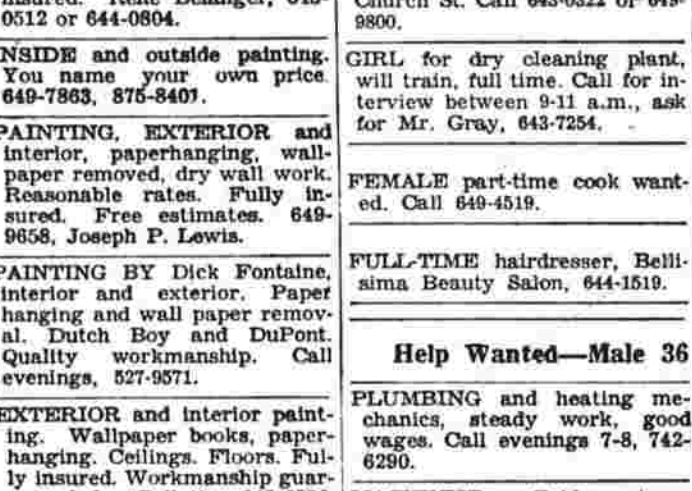 0512 or 644-0804.
NSIDE and outside painting.
You name your own price.
649-7863, 875-8401.
PAINTING, EXTERIOR and
interior, paperhanging, wall-
paper removed, dry wall work.
Reasonable rates. Fully in-
sured. Free estimates. 649-
9658, Joseph P. Lewis.
PAINTING BY Dick Fontaine,
interior and exterior. Paper
hanging and wall paper remov-
al. Dutch Boy and DuPont.
Quality workmanship. Call
evenings, 527-9571.
EXTERIOR and interior paint-
ing. Wallpaper books, paper-
hanging. Ceilings. Floors. Ful-
ly insured. Workmanship guar-
Church St. Call 643-0322 or 649-
9800.
GIRL for dry cleaning plant,
will train, full time. Call for in-
terview between 9-11 a.m., ask
for Mr. Gray, 643-7254.
FEMALE part-time cook want-
ed. Call 649-4519.
FULL-TIME hairdresser, Belli-
sima Beauty Salon, 644-1519.
Help Wanted—Male 36
PLUMBING and heating me-
chanics, steady work, good
wages. Call evenings 7-8, 742-
6290.